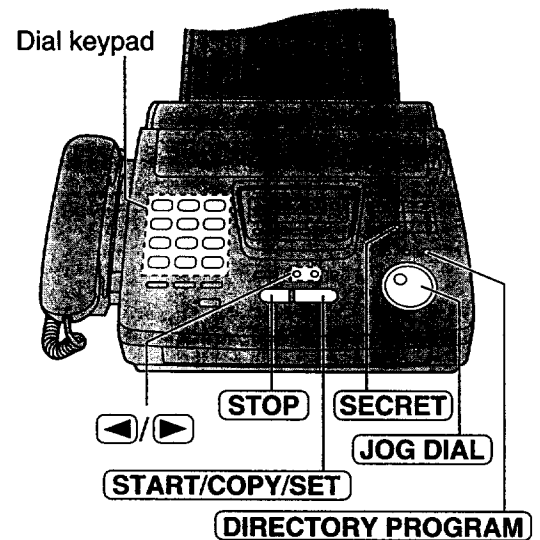 Dial keypad
STOP
SECRET
◀/▶
JOG DIAL
START/COPY/SET
DIRECTORY PROGRAM